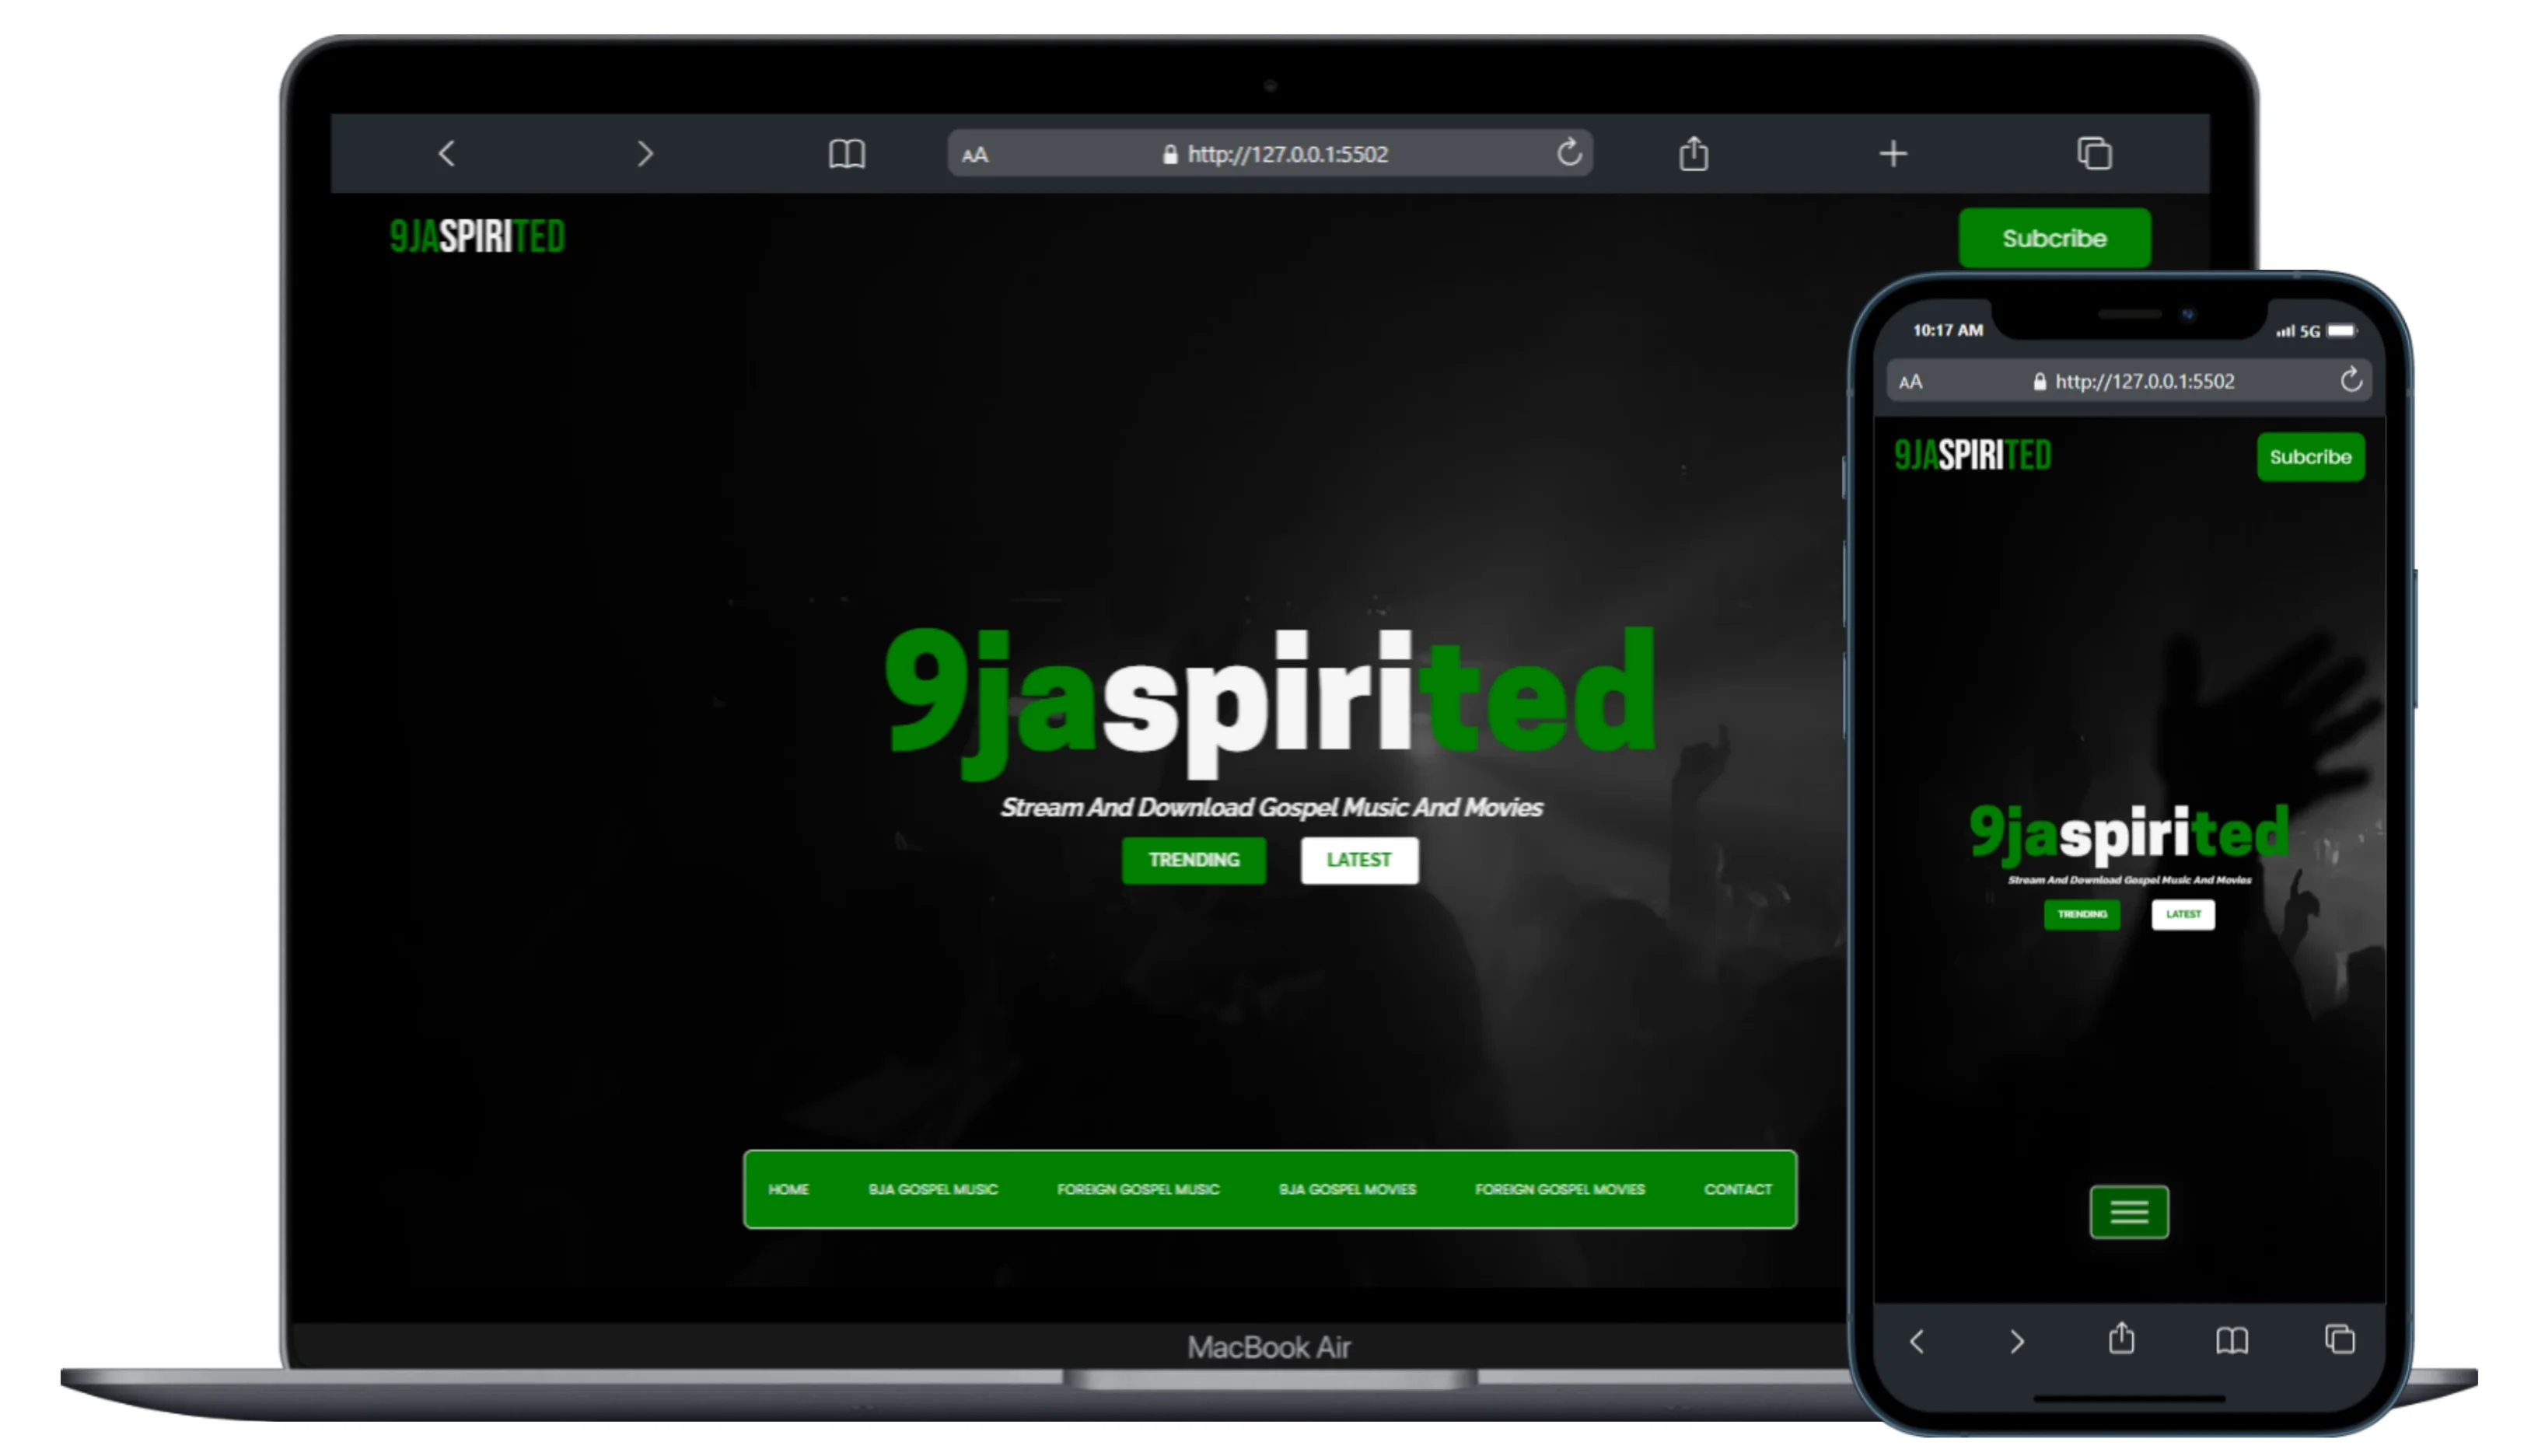 AA http://127.0.0.1:5502
9JASPIRITED
Subcribe
9jaspirited
Stream And Download Gospel Music And Movies
TRENDING LATEST
HOME 9JA GOSPEL MUSIC FOREIGN GOSPEL MUSIC 9JA GOSPEL MOVIES FOREIGN GOSPEL MOVIES CONTACT
MacBook Air
10:17 AM 5G
AA http://127.0.0.1:5502
9JASPIRITED Subcribe
9jaspirited
Stream And Download Gospel Music And Movies
TRENDING LATEST